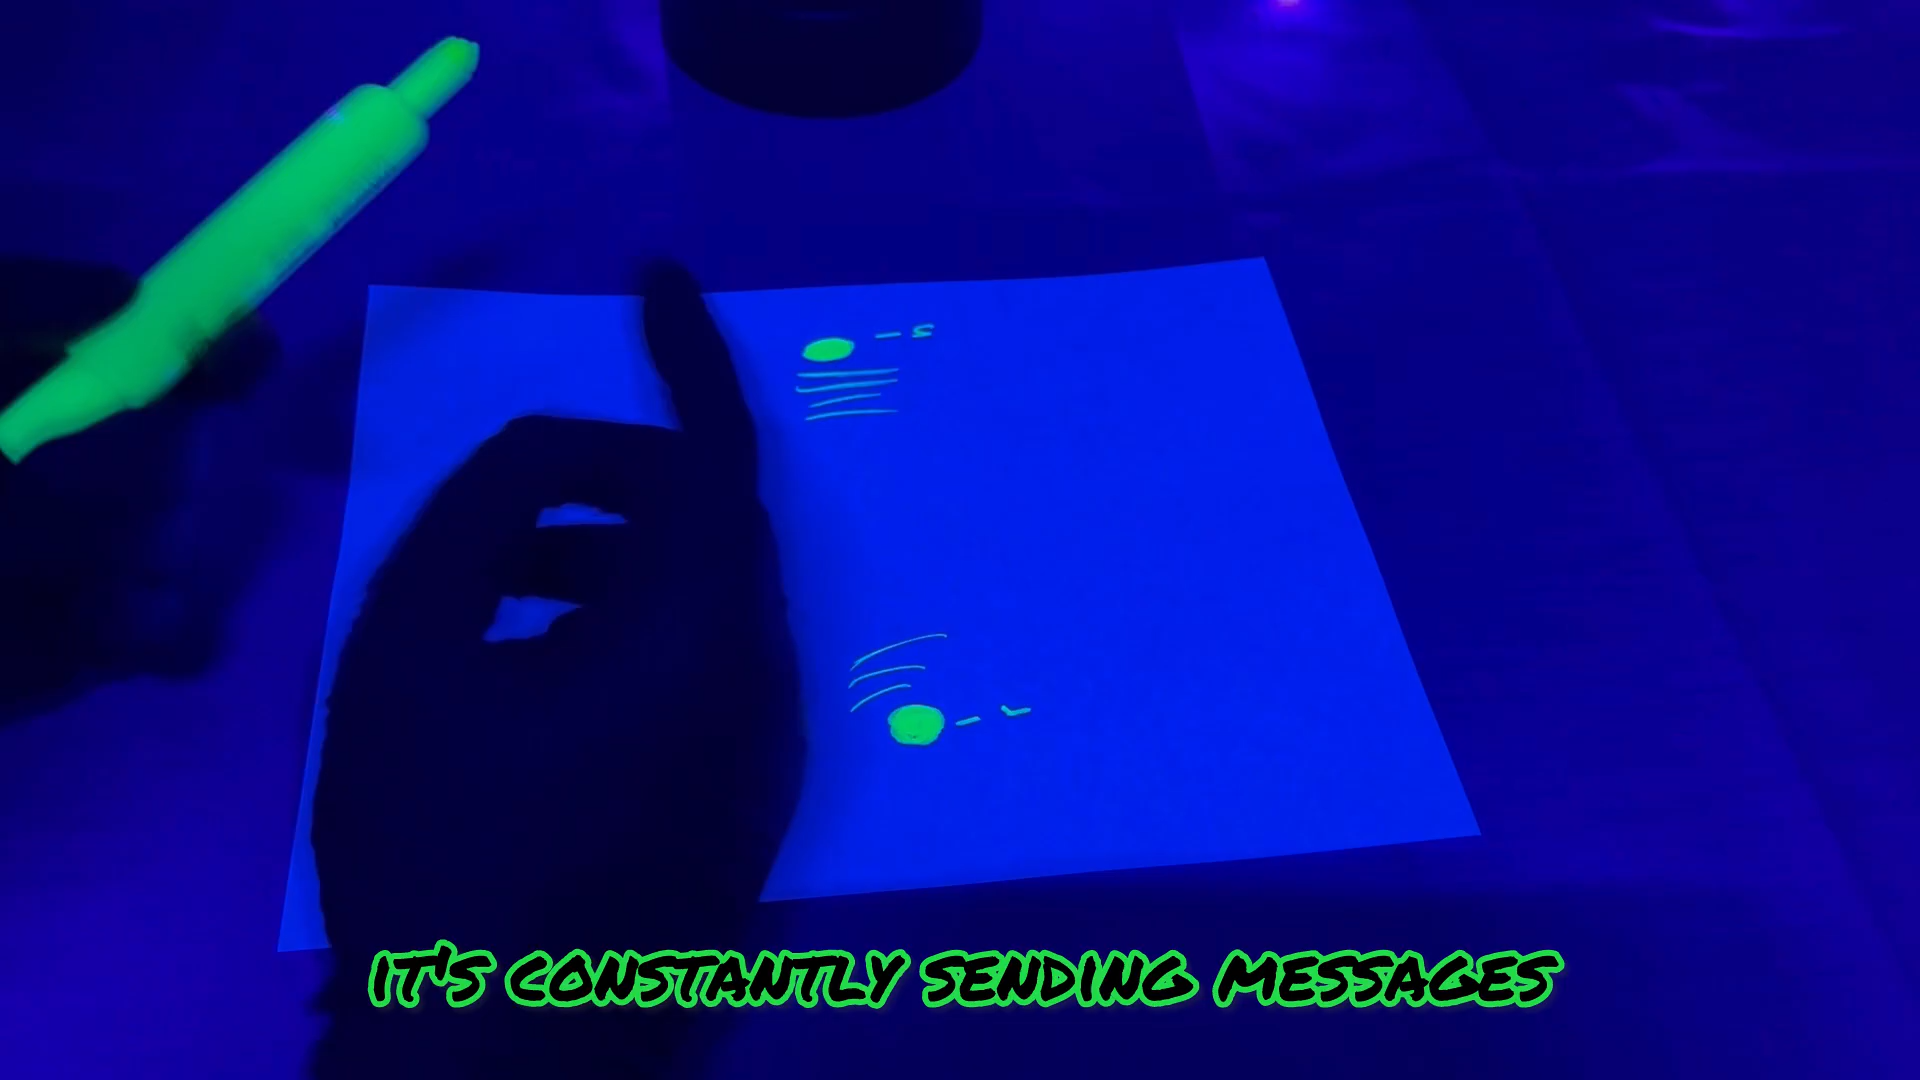 - S
- L
IT'S CONSTANTLY SENDING MESSAGES